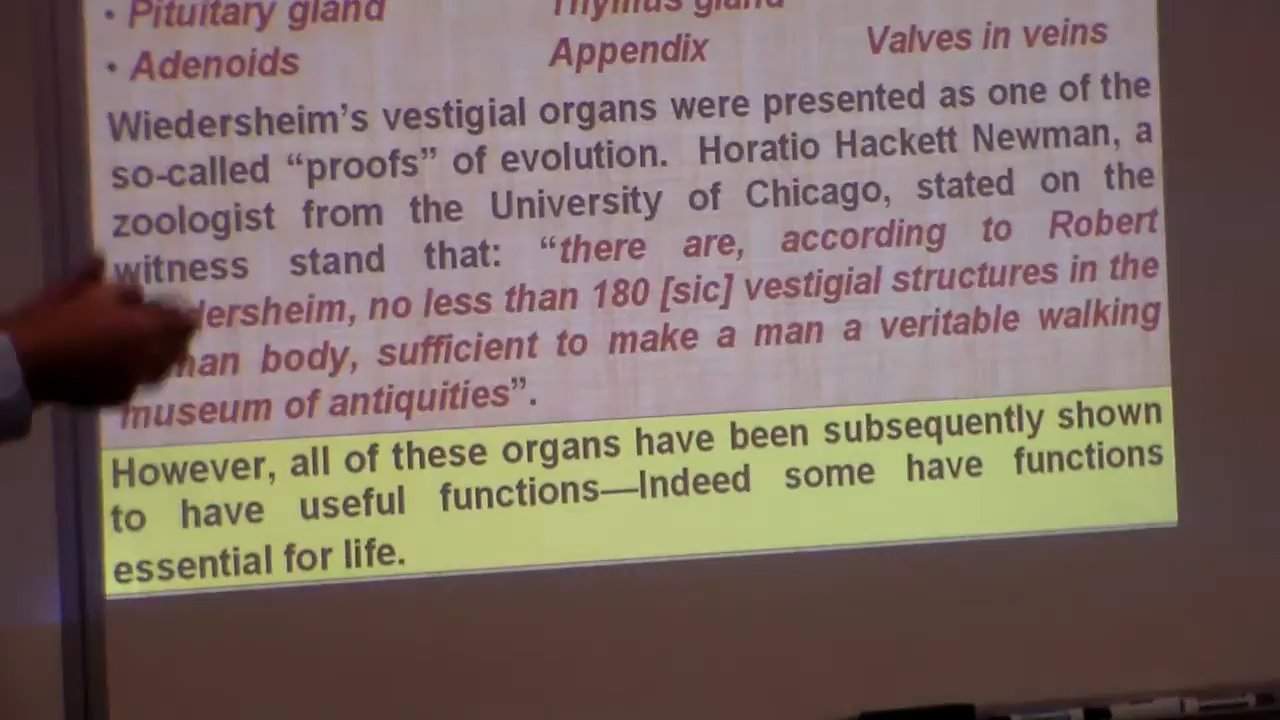 • Pituitary gland Thymus gland
• Adenoids Appendix Valves in veins
Wiedersheim's vestigial organs were presented as one of the
so-called “proofs” of evolution. Horatio Hackett Newman, a
zoologist from the University of Chicago, stated on the
witness stand that: “there are, according to Robert
dersheim, no less than 180 [sic] vestigial structures in the
man body, sufficient to make a man a veritable walking
museum of antiquities”.
However, all of these organs have been subsequently shown
to have useful functions—Indeed some have functions
essential for life.